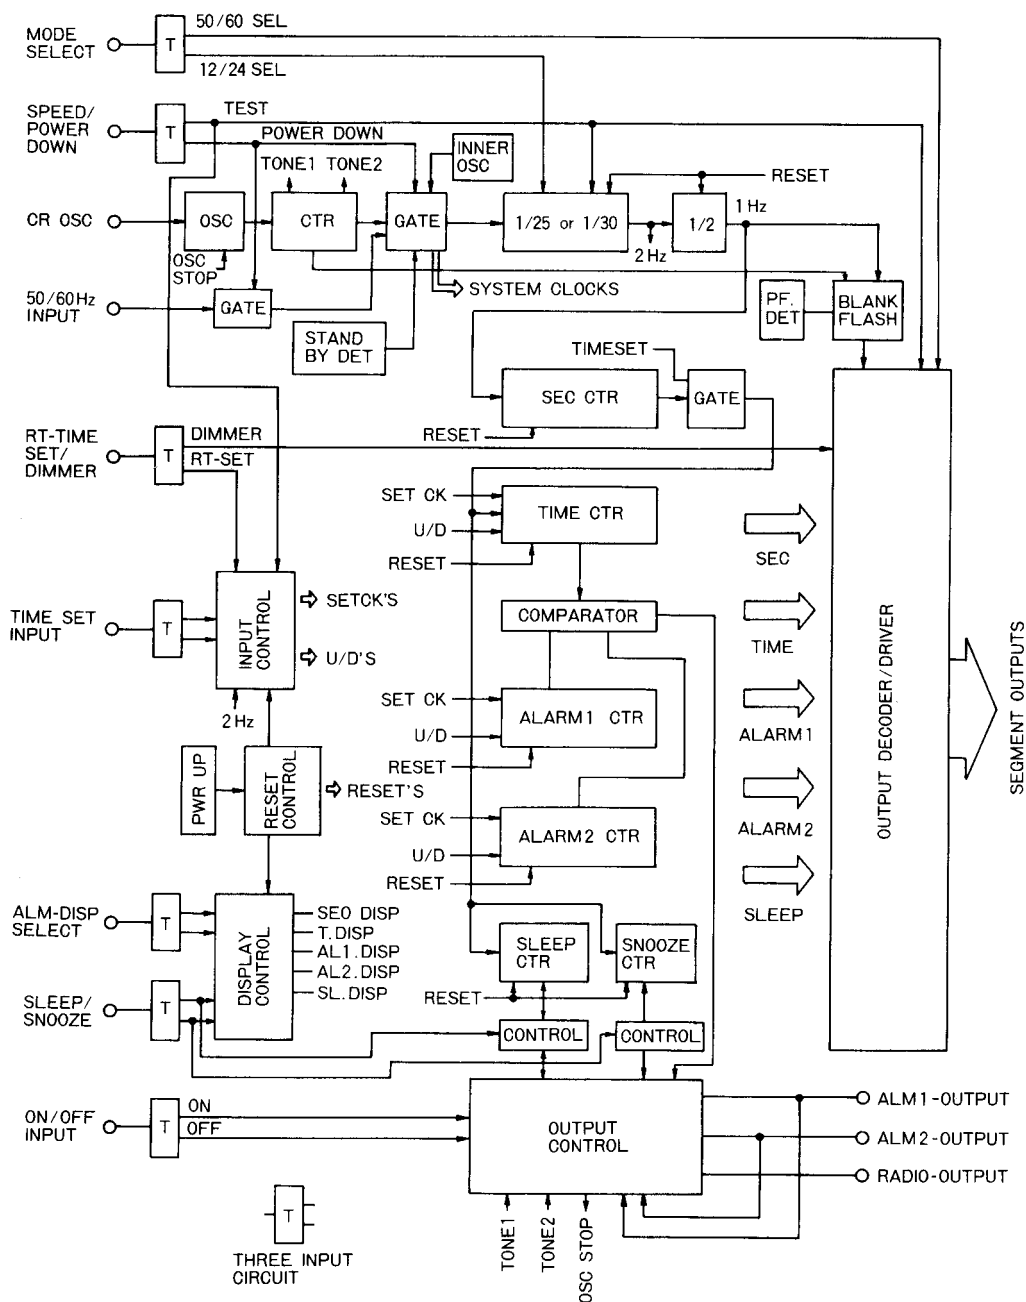 MODE
SELECT
T
50/60 SEL
12/24 SEL
SPEED/
POWER
DOWN
T
TEST
POWER DOWN
INNER
OSC
TONE1
TONE2
RESET
CR OSC
OSC
CTR
GATE
1/25 or 1/30
1/2
1Hz
2Hz
OSC
STOP
SYSTEM CLOCKS
50/60Hz
INPUT
GATE
STAND
BY DET
PF.
DET
BLANK
FLASH
TIMESET
SEC CTR
GATE
RESET
RT-TIME
SET/
DIMMER
T
DIMMER
RT-SET
SET CK
U/D
RESET
TIME CTR
SEC
TIME SET
INPUT
T
INPUT
CONTROL
SETCK'S
U/D'S
2Hz
COMPARATOR
TIME
SET CK
U/D
RESET
ALARM1 CTR
ALARM1
PWR UP
RESET
CONTROL
RESET'S
SET CK
U/D
RESET
ALARM2 CTR
ALARM2
SLEEP
OUTPUT DECODER/DRIVER
SEGMENT OUTPUTS
ALM-DISP
SELECT
T
DISPLAY
CONTROL
SEO DISP
T.DISP
AL1.DISP
AL2.DISP
SL.DISP
SLEEP
CTR
SNOOZE
CTR
RESET
SLEEP/
SNOOZE
T
CONTROL
CONTROL
ON/OFF
INPUT
T
ON
OFF
OUTPUT
CONTROL
ALM1-OUTPUT
ALM2-OUTPUT
RADIO-OUTPUT
TONE1
TONE2
OSC STOP
T
THREE INPUT
CIRCUIT